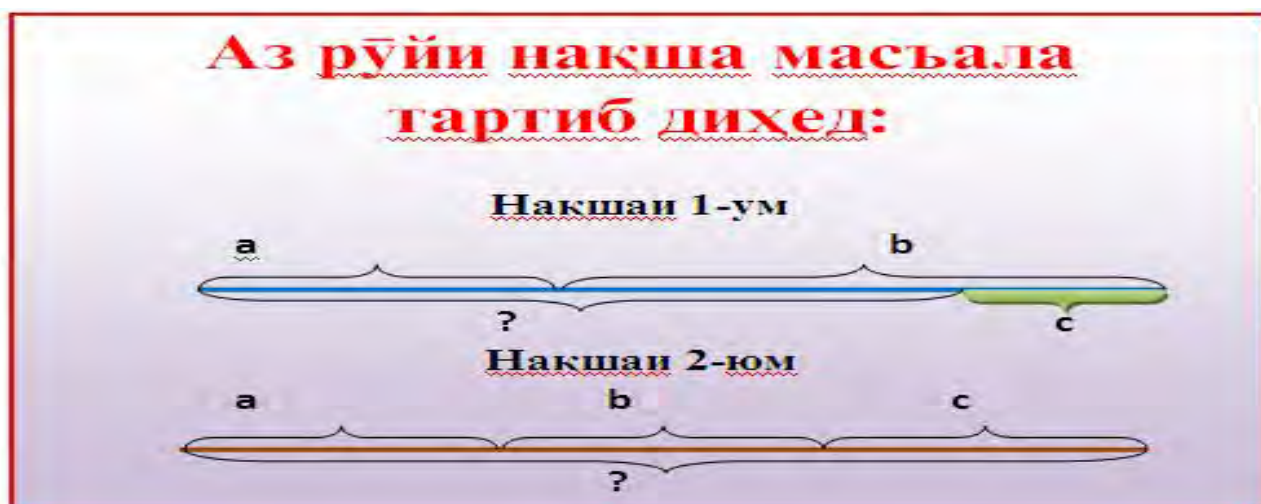 Аз рӯйи нақша масъала
тартиб диҳед:
Нақшаи 1-ум
a b
? c
Нақшаи 2-юм
a b c
?